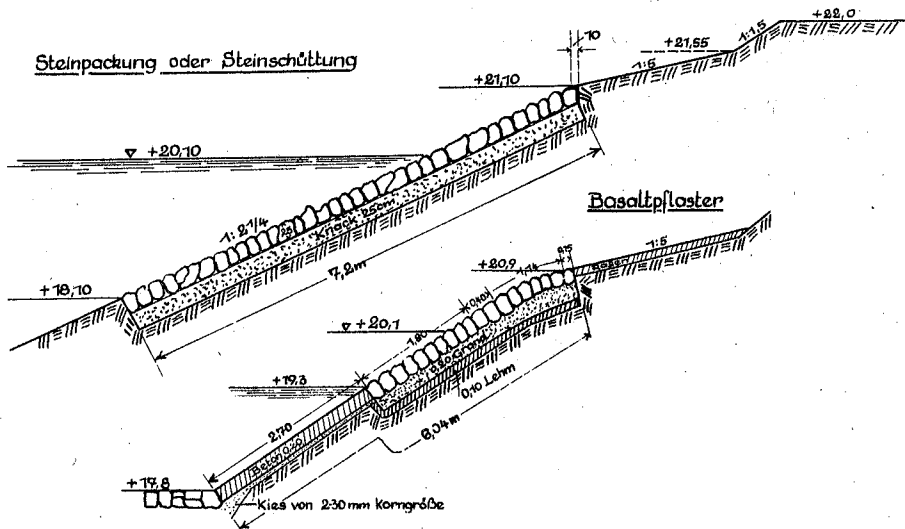 Steinpackung oder Steinschüttung
10
+22,0
1:1,5
+21,55
1:5
+21,10
▽ +20,10
1: 2 1/4
25
Knack 25cm
7,2m
+18,10
Basaltpflaster
1:5
+20,9
▽ +20,1
1,80
0,20 Grand
0,10 Lehm
+19,3
2,70
6,04m
+17,8
Kies von 2-30 mm Korngröße